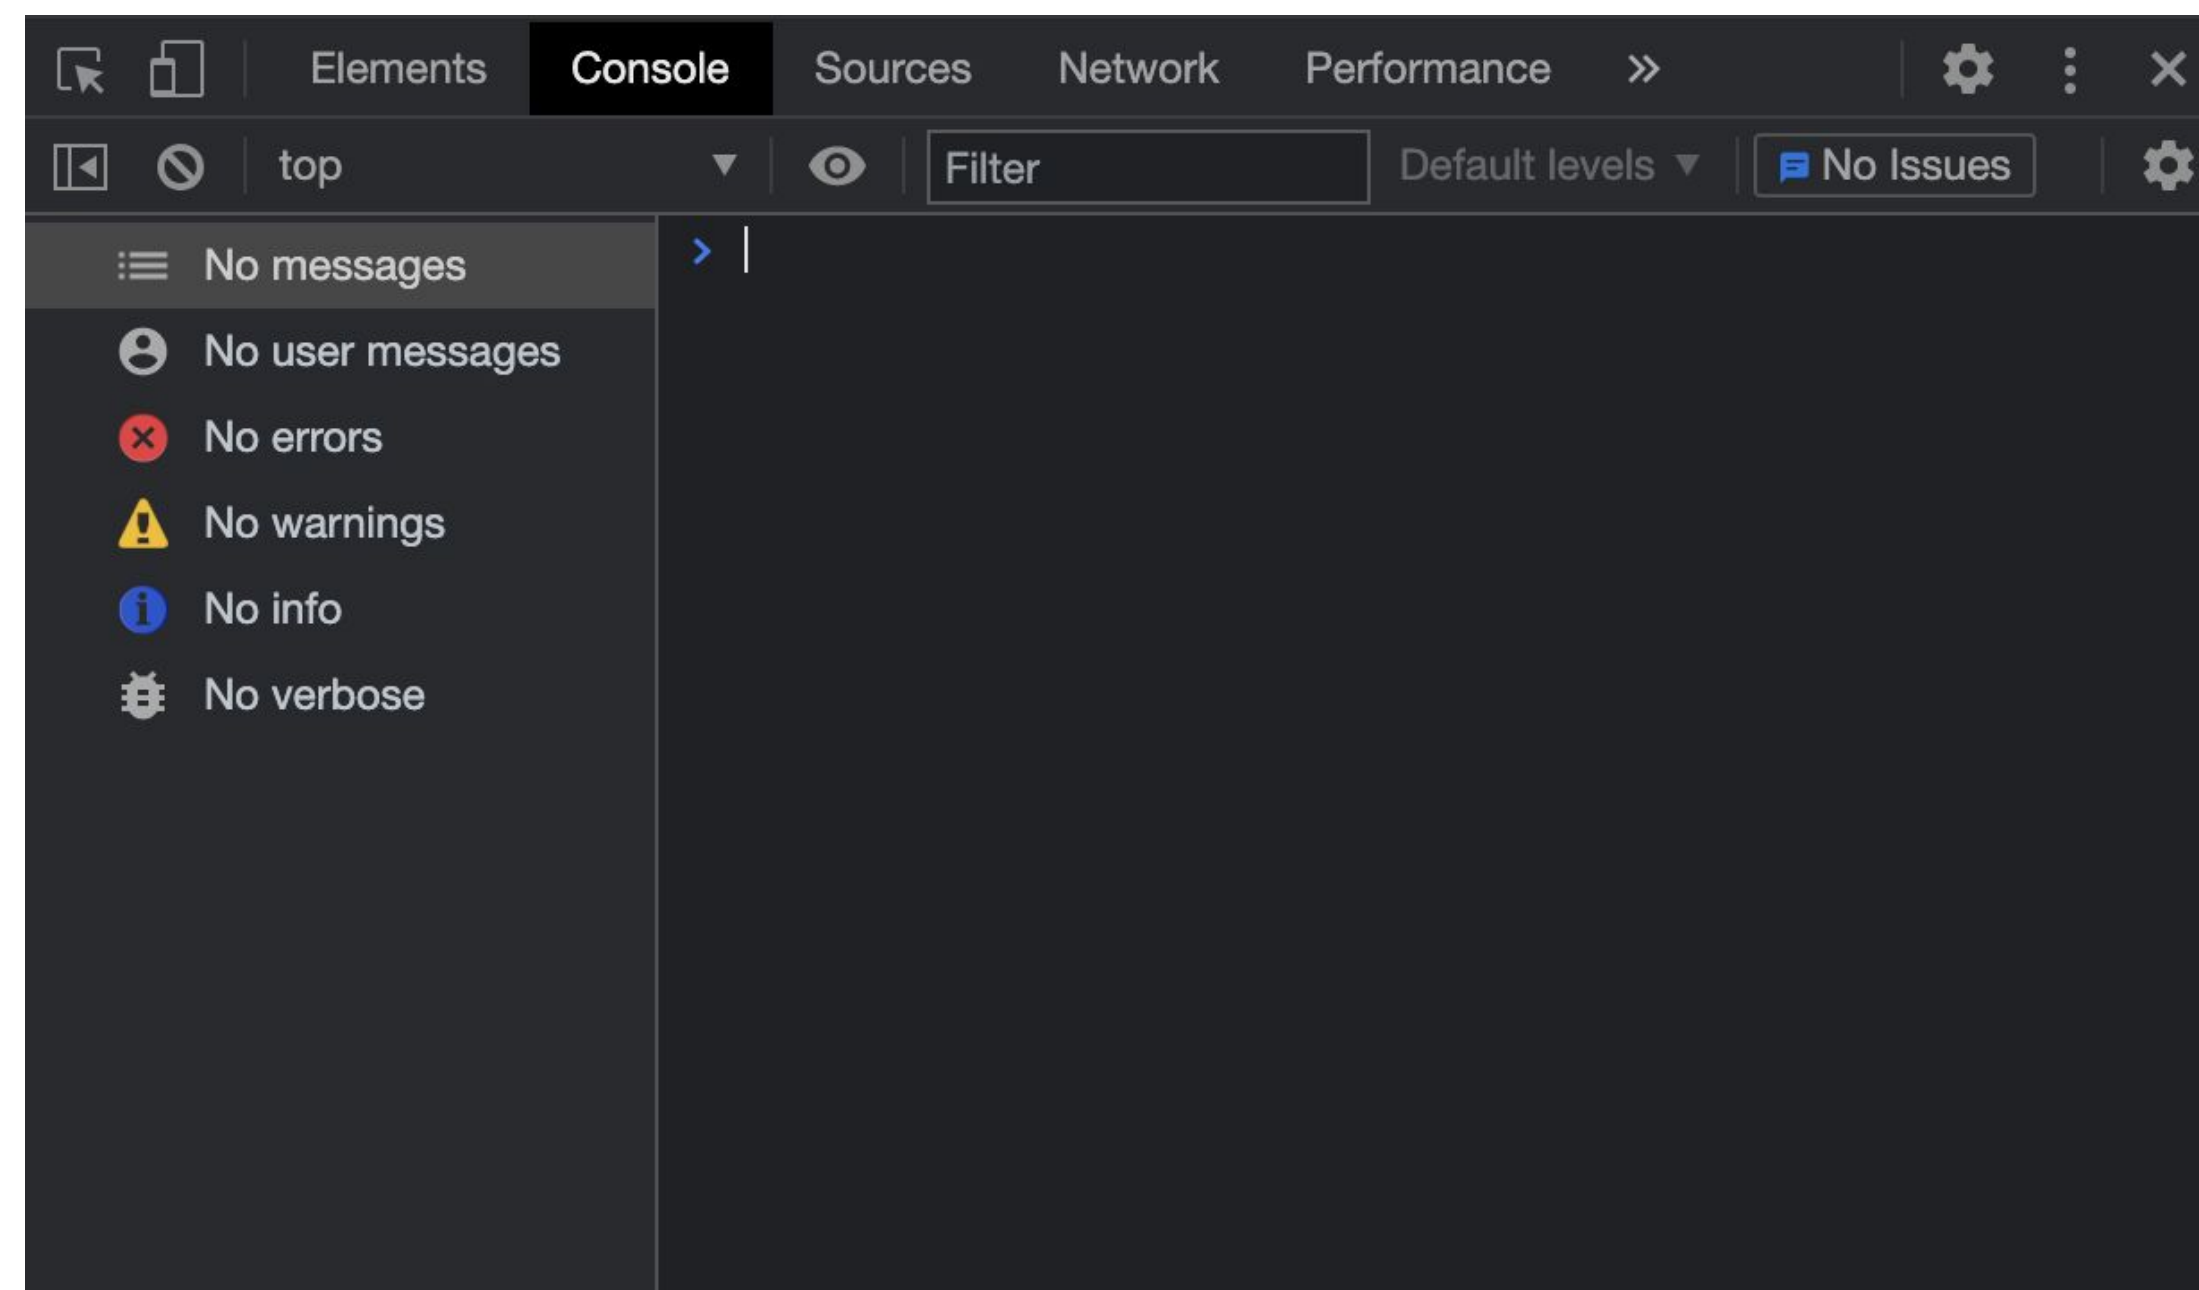 Elements Console Sources Network Performance »
top Filter Default levels No Issues
No messages
No user messages
No errors
No warnings
No info
No verbose